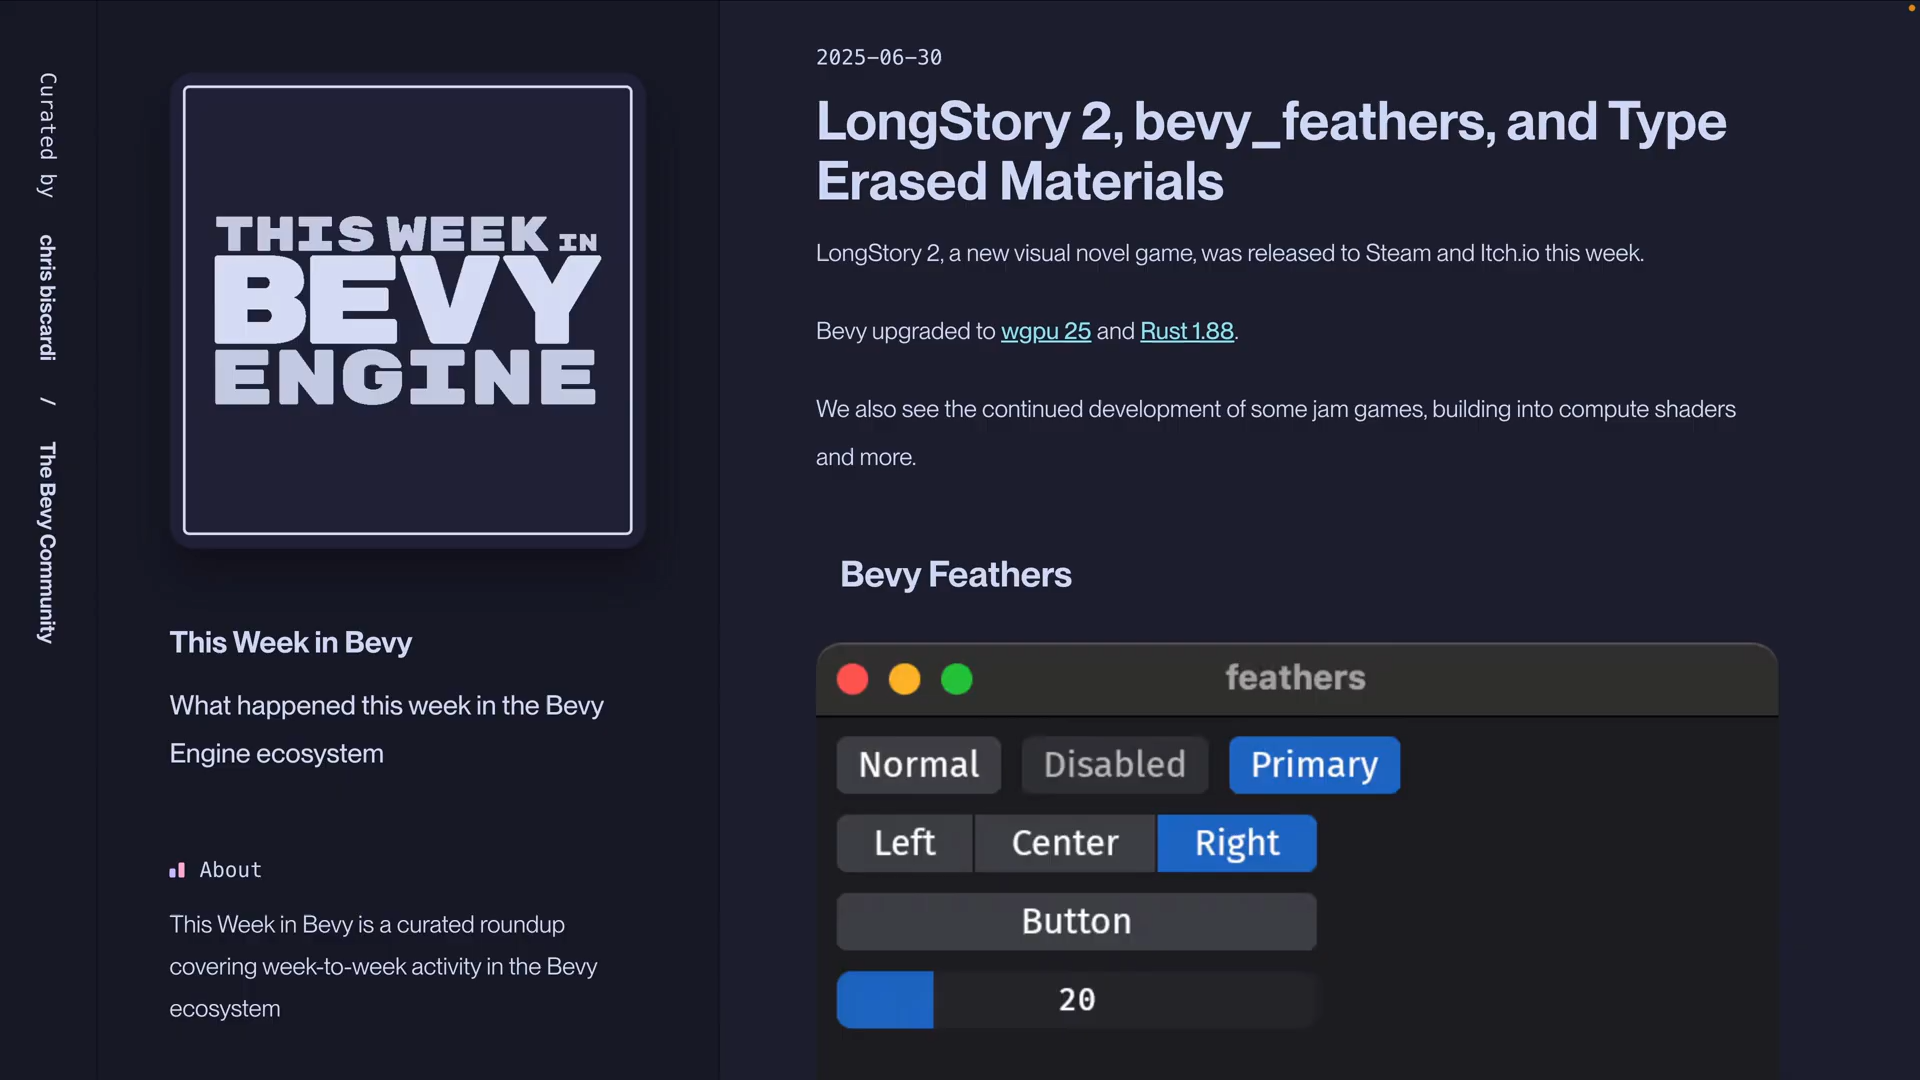 Curated by chris biscardi / The Bevy Community
THIS WEEK IN
BEVY
ENGINE
This Week in Bevy
What happened this week in the Bevy
Engine ecosystem
About
This Week in Bevy is a curated roundup
covering week-to-week activity in the Bevy
ecosystem
2025-06-30
LongStory 2, bevy_feathers, and Type
Erased Materials
LongStory 2, a new visual novel game, was released to Steam and Itch.io this week.
Bevy upgraded to wgpu 25 and Rust 1.88.
We also see the continued development of some jam games, building into compute shaders
and more.
Bevy Feathers
feathers
Normal Disabled Primary
Left Center Right
Button
20